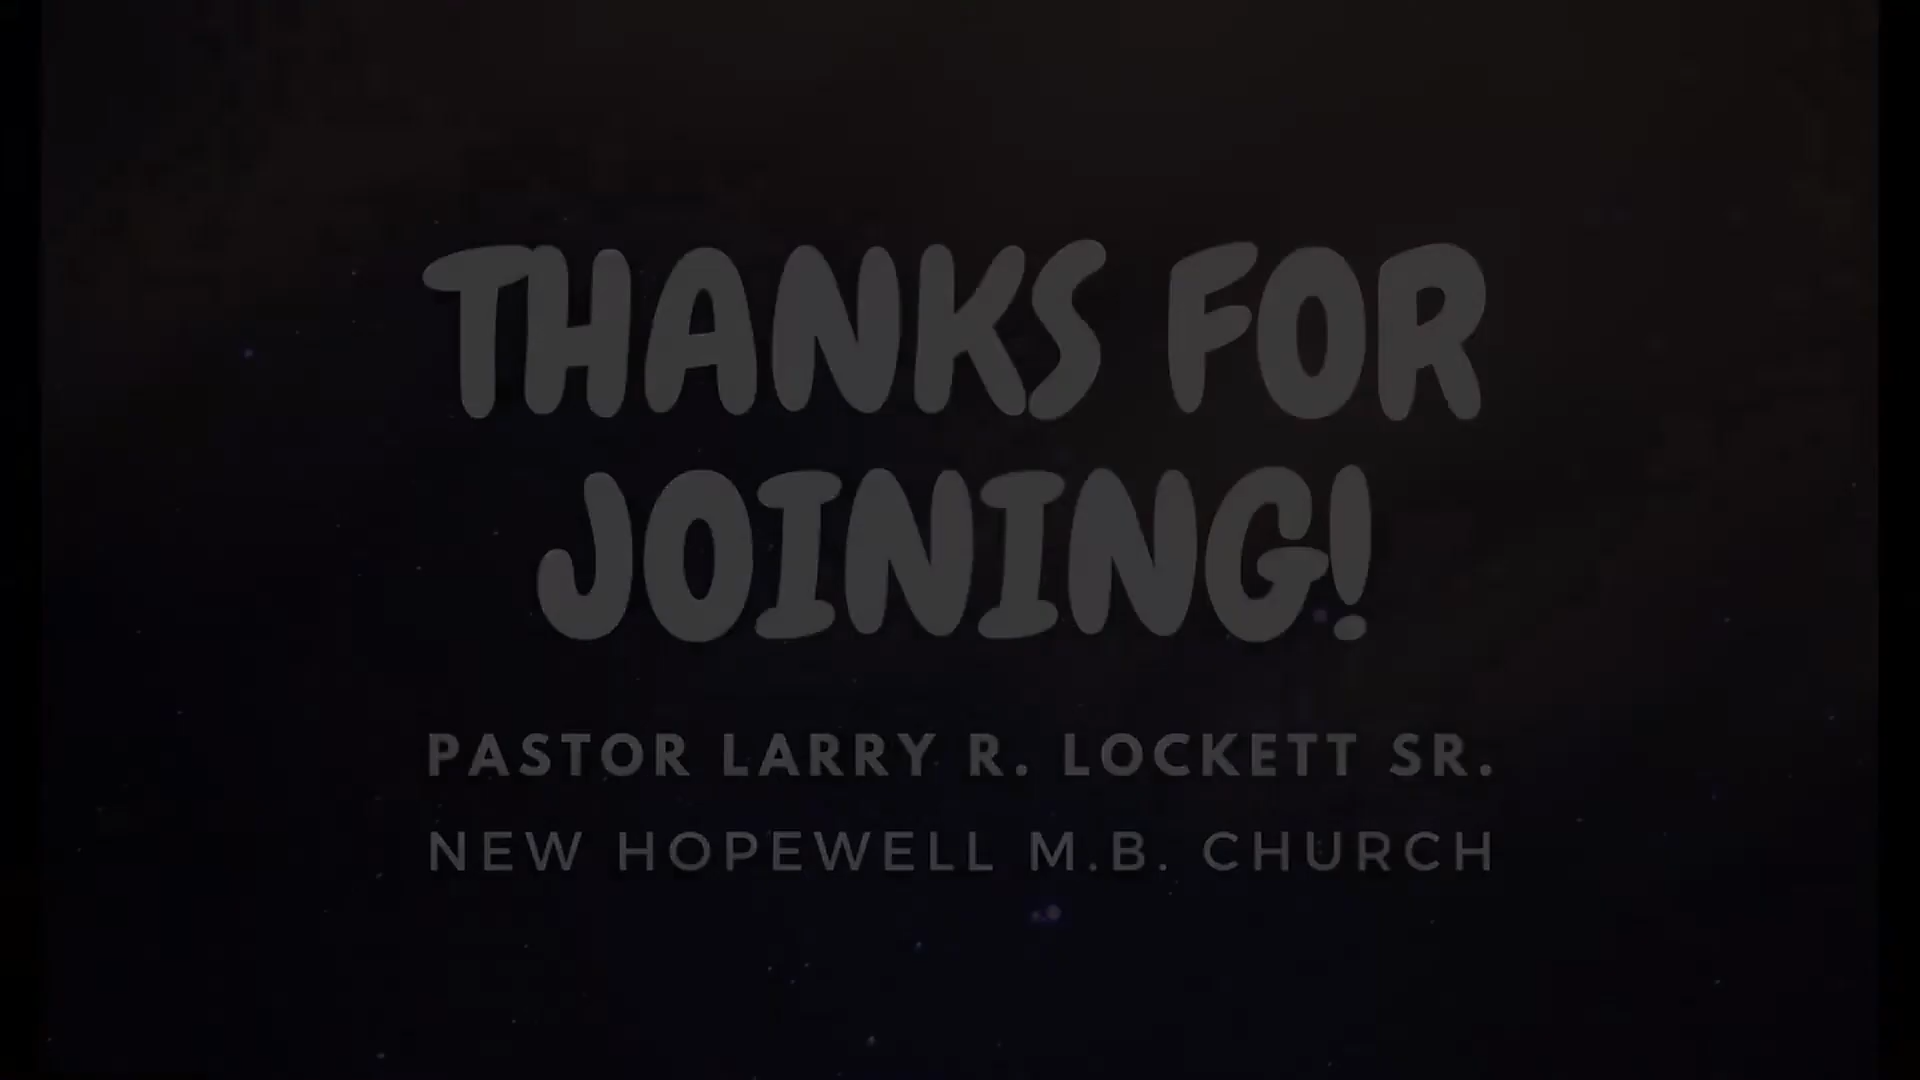 THANKS FOR
JOINING!
PASTOR LARRY R. LOCKETT SR.
NEW HOPEWELL M.B. CHURCH